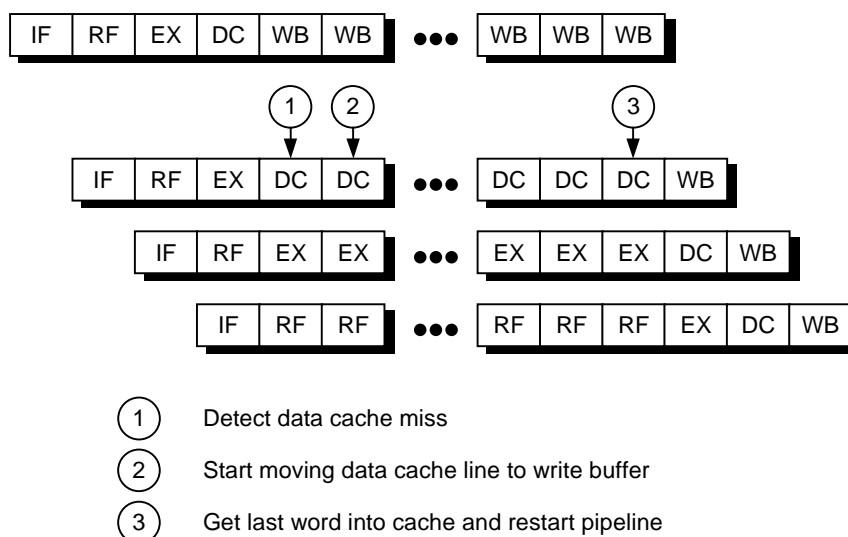 IF RF EX DC WB WB ●●● WB WB WB
1 2 3
IF RF EX DC DC ●●● DC DC DC WB
IF RF EX EX ●●● EX EX EX DC WB
IF RF RF ●●● RF RF RF EX DC WB
1 Detect data cache miss
2 Start moving data cache line to write buffer
3 Get last word into cache and restart pipeline